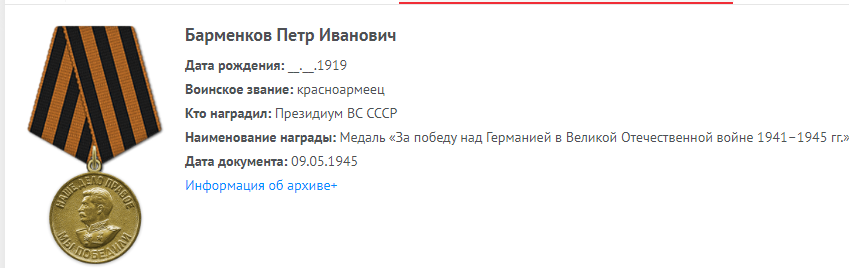 Барменков Петр Иванович
Дата рождения: __.__.1919
Воинское звание: красноармеец
Кто наградил: Президиум ВС СССР
Наименование награды: Медаль «За победу над Германией в Великой Отечественной войне 1941–1945 гг.»
Дата документа: 09.05.1945
Информация об архиве+
НАШЕ ДЕЛО ПРАВОЕ
МЫ ПОБЕДИЛИ